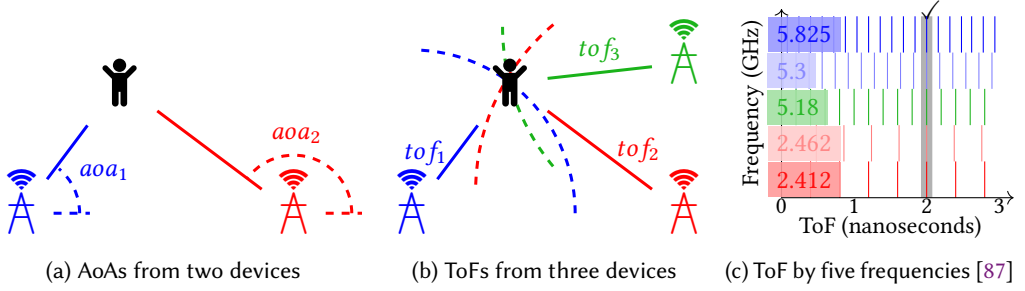 aoa1
aoa2
(a) AoAs from two devices
tof3
tof1
tof2
(b) ToFs from three devices
✓
Frequency (GHz)
5.825
5.3
5.18
2.462
2.412
0 1 2 3
ToF (nanoseconds)
(c) ToF by five frequencies [87]